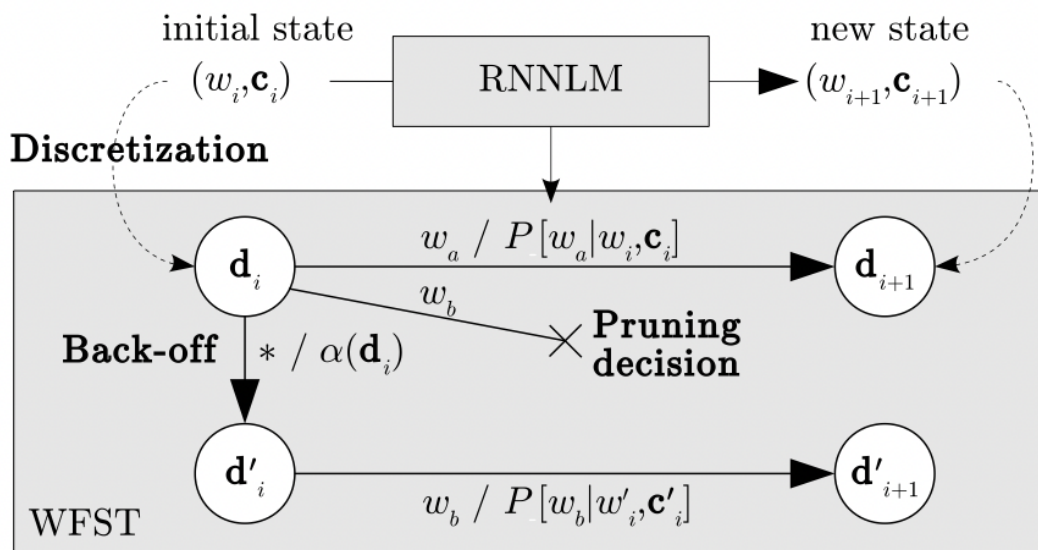 initial state
new state
(w_i,c_i)
RNNLM
(w_{i+1},c_{i+1})
Discretization
w_a / P[w_a|w_i,c_i]
d_i
d_{i+1}
w_b
Pruning
decision
Back-off
* / α(d_i)
d'_i
d'_{i+1}
w_b / P[w_b|w'_i,c'_i]
WFST